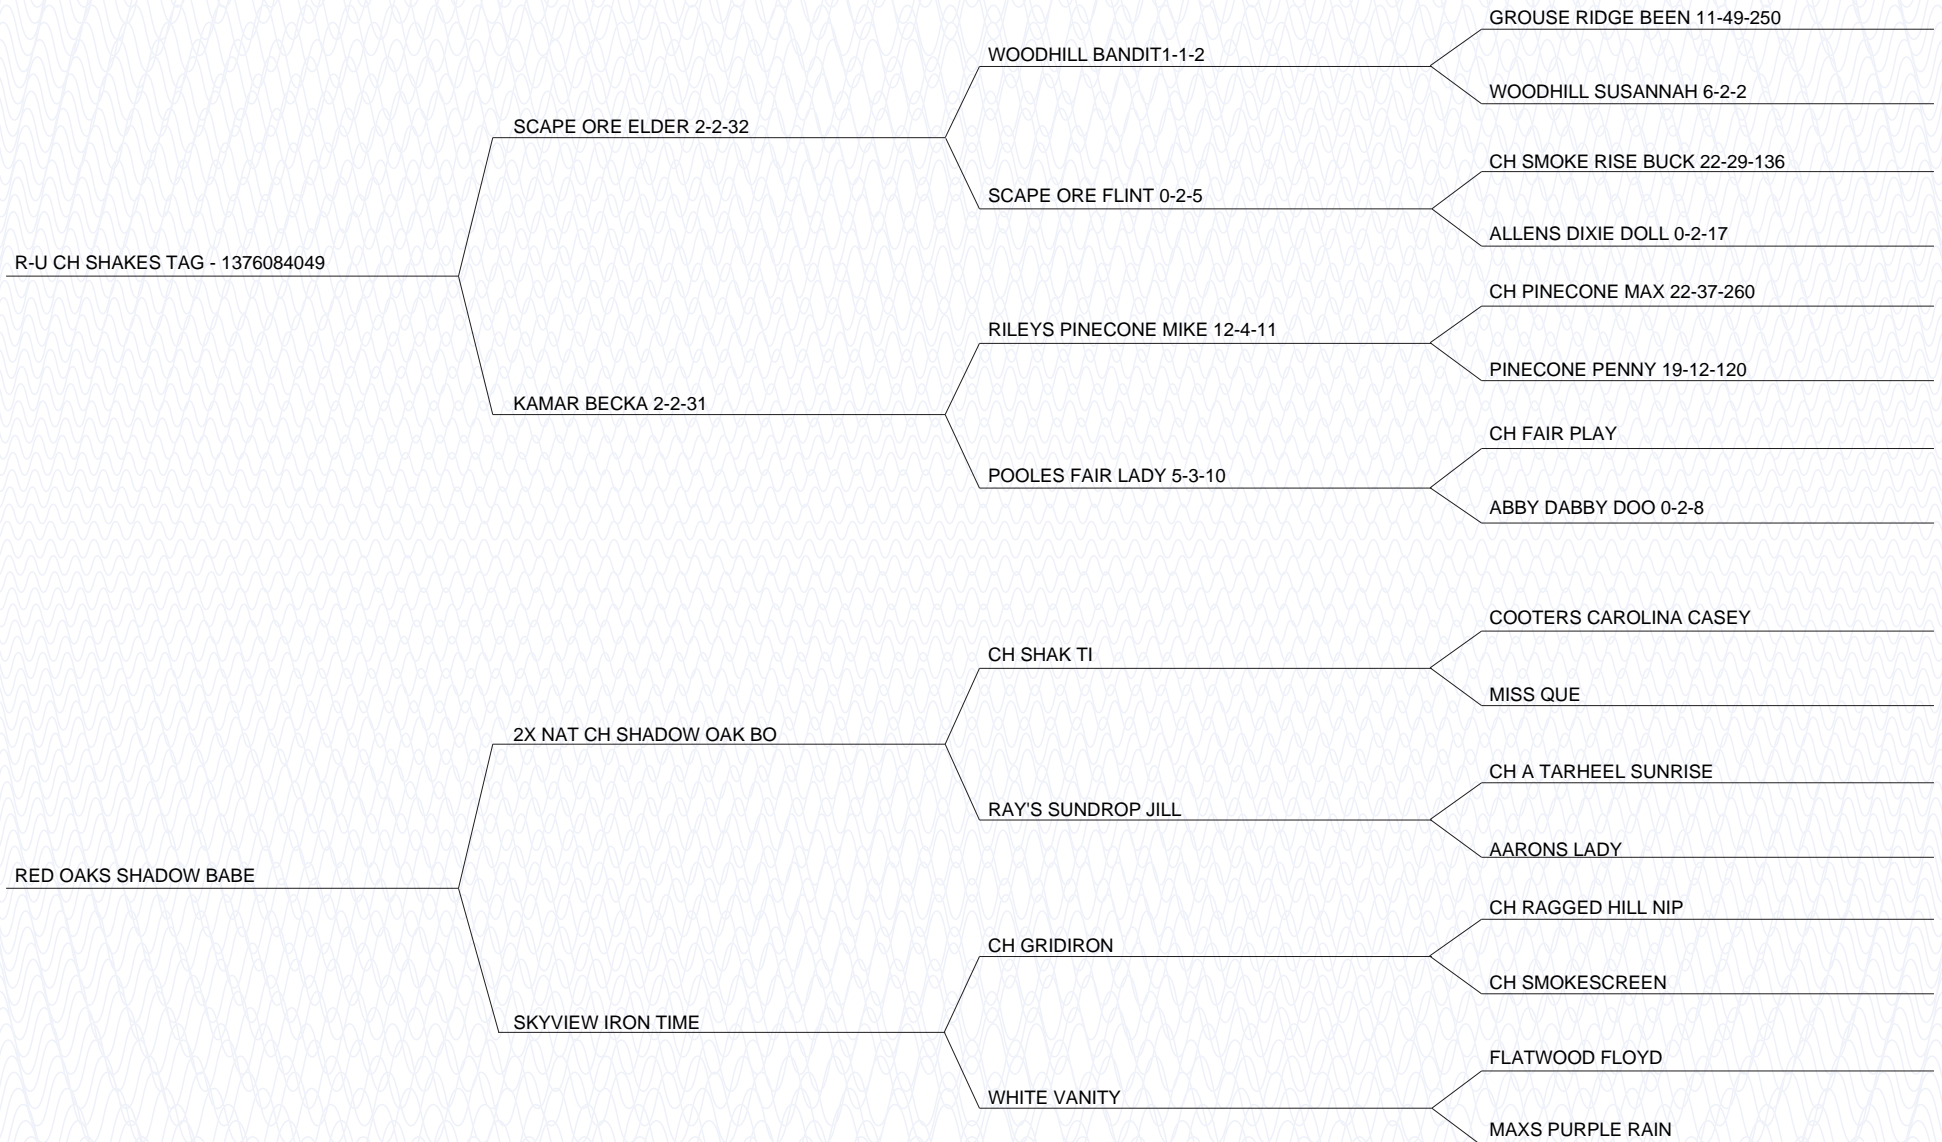 GROUSE RIDGE BEEN 11-49-250
WOODHILL BANDIT1-1-2
WOODHILL SUSANNAH 6-2-2
SCAPE ORE ELDER 2-2-32
CH SMOKE RISE BUCK 22-29-136
SCAPE ORE FLINT 0-2-5
ALLENS DIXIE DOLL 0-2-17
R-U CH SHAKES TAG - 1376084049
CH PINECONE MAX 22-37-260
RILEYS PINECONE MIKE 12-4-11
PINECONE PENNY 19-12-120
KAMAR BECKA 2-2-31
CH FAIR PLAY
POOLES FAIR LADY 5-3-10
ABBY DABBY DOO 0-2-8
COOTERS CAROLINA CASEY
CH SHAK TI
MISS QUE
2X NAT CH SHADOW OAK BO
CH A TARHEEL SUNRISE
RAY'S SUNDROP JILL
AARONS LADY
RED OAKS SHADOW BABE
CH RAGGED HILL NIP
CH GRIDIRON
CH SMOKESCREEN
SKYVIEW IRON TIME
FLATWOOD FLOYD
WHITE VANITY
MAXS PURPLE RAIN